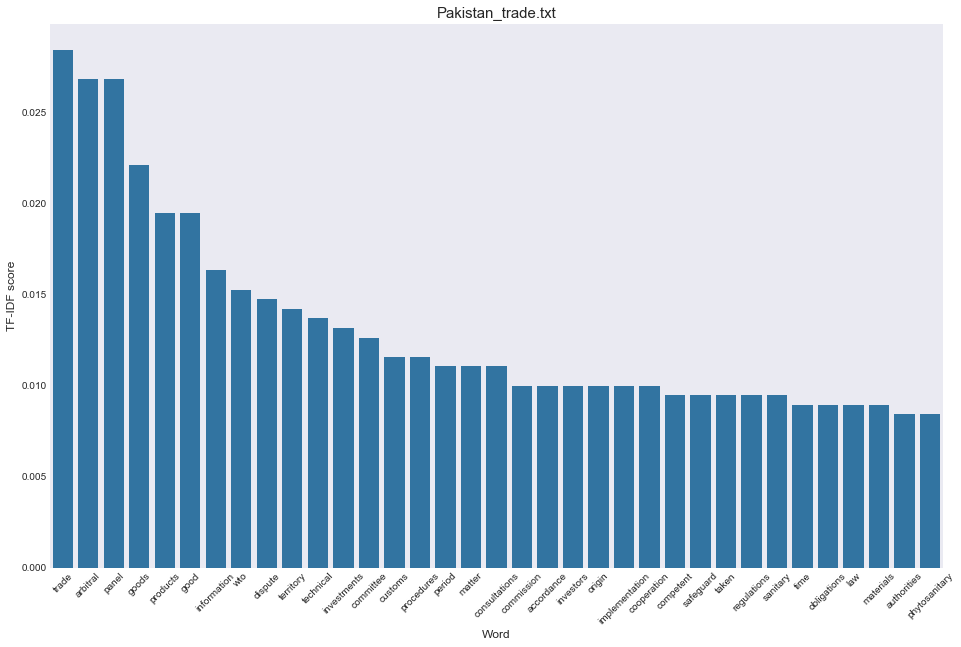 Pakistan_trade.txt
TF-IDF score
0.025
0.020
0.015
0.010
0.005
0.000
trade
arbitral
panel
goods
products
good
information
wto
dispute
territory
technical
investments
committee
customs
procedures
period
matter
consultations
commission
accordance
investors
origin
implementation
cooperation
competent
safeguard
taken
regulations
sanitary
time
obligations
law
materials
authorities
phytosanitary
Word